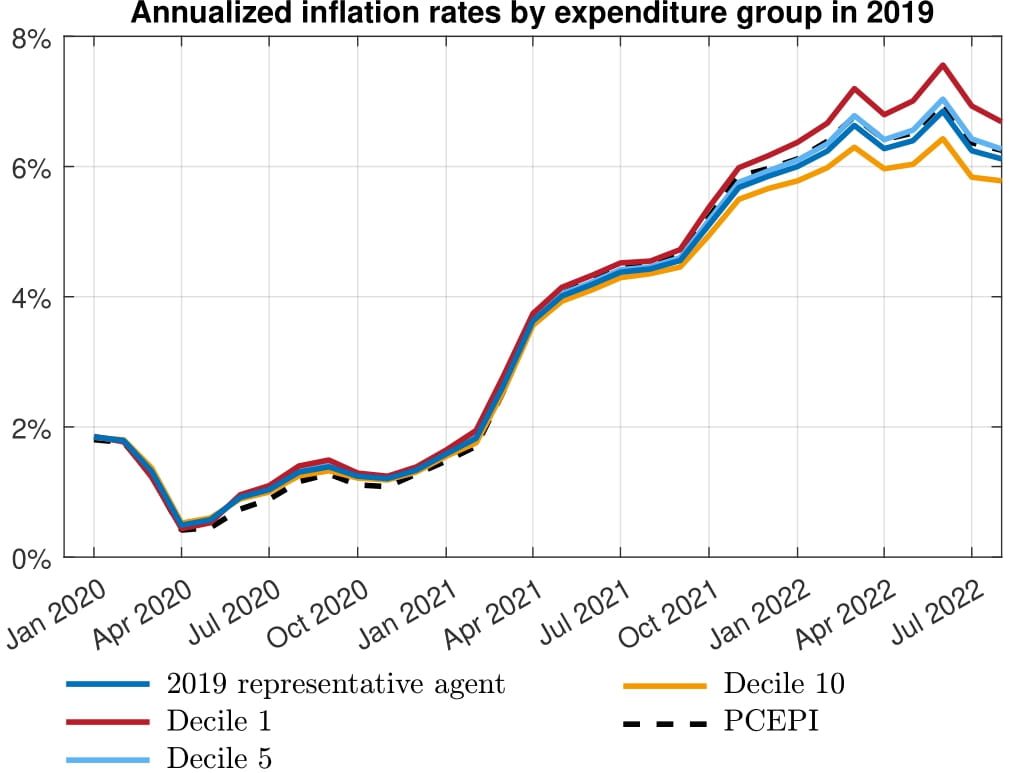 Annualized inflation rates by expenditure group in 2019
8%
6%
4%
2%
0%
Jan 2020
Apr 2020
Jul 2020
Oct 2020
Jan 2021
Apr 2021
Jul 2021
Oct 2021
Jan 2022
Apr 2022
Jul 2022
2019 representative agent
Decile 1
Decile 5
Decile 10
PCEPI